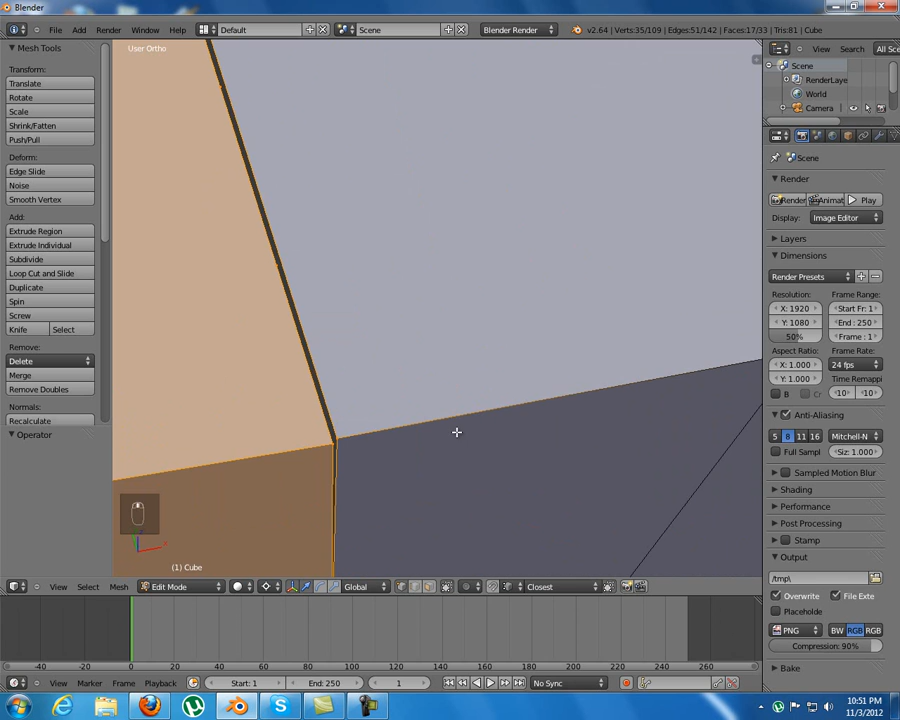 Blender
File Add Render Window Help Default Scene Blender Render v2.64 | Verts:35/109 | Edges:51/142 | Faces:17/33 | Tris:81 | Cube
Mesh Tools
Transform:
Translate
Rotate
Scale
Shrink/Fatten
Push/Pull
Deform:
Edge Slide
Noise
Smooth Vertex
Add:
Extrude Region
Extrude Individual
Subdivide
Loop Cut and Slide
Duplicate
Spin
Screw
Knife Select
Remove:
Delete
Merge
Remove Doubles
Normals:
Recalculate
Operator
User Ortho
(1) Cube
View Select Mesh Edit Mode Global Closest
View Search All Sce
Scene
RenderLaye
World
Camera
Scene
Render
Render Animat Play
Display: Image Editor
Layers
Dimensions
Render Presets
Resolution: Frame Range:
X: 1920 Start Fr: 1
Y: 1080 End : 250
50% Frame : 1
Aspect Ratio: Frame Rate:
X: 1.000 24 fps
Y: 1.000 Time Remappi
B Cr 10 10
Anti-Aliasing
5 8 11 16 Mitchell-N
Full Sampl Siz: 1.000
Sampled Motion Blur
Shading
Performance
Post Processing
Stamp
Output
/tmp\
Overwrite File Exte
Placeholde
PNG BW RGB RGB
Compression: 90%
Bake
-40 -20 0 20 40 60 80 100 120 140 160 180 200 220 240 260
View Marker Frame Playback Start: 1 End: 250 1 No Sync
10:51 PM
11/3/2012